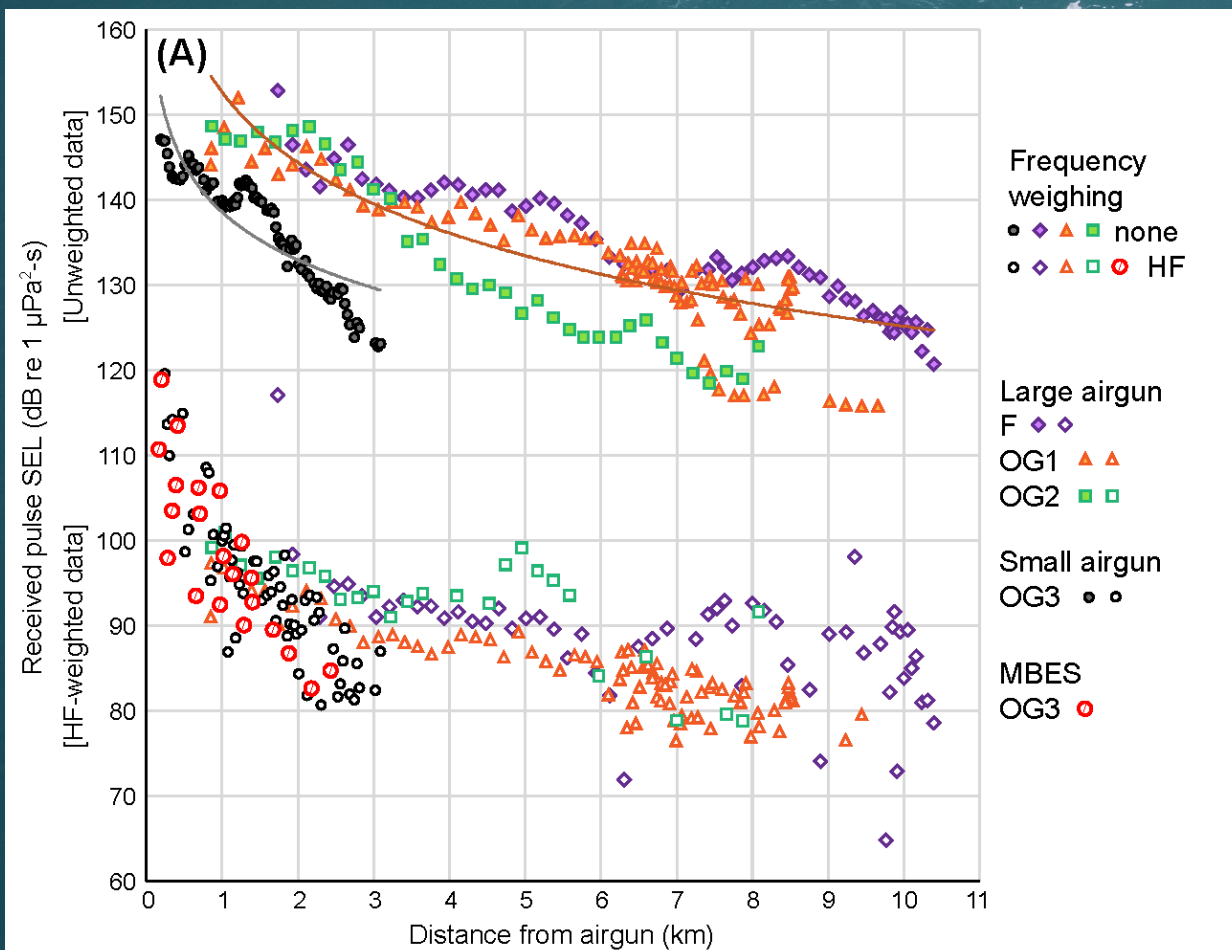 (A)
160
150
140
130
120
110
100
90
80
70
60
Received pulse SEL (dB re 1 µPa²-s)
[Unweighted data]
[HF-weighted data]
0 1 2 3 4 5 6 7 8 9 10 11
Distance from airgun (km)
Frequency
weighing
none
HF
Large airgun
F
OG1
OG2
Small airgun
OG3
MBES
OG3